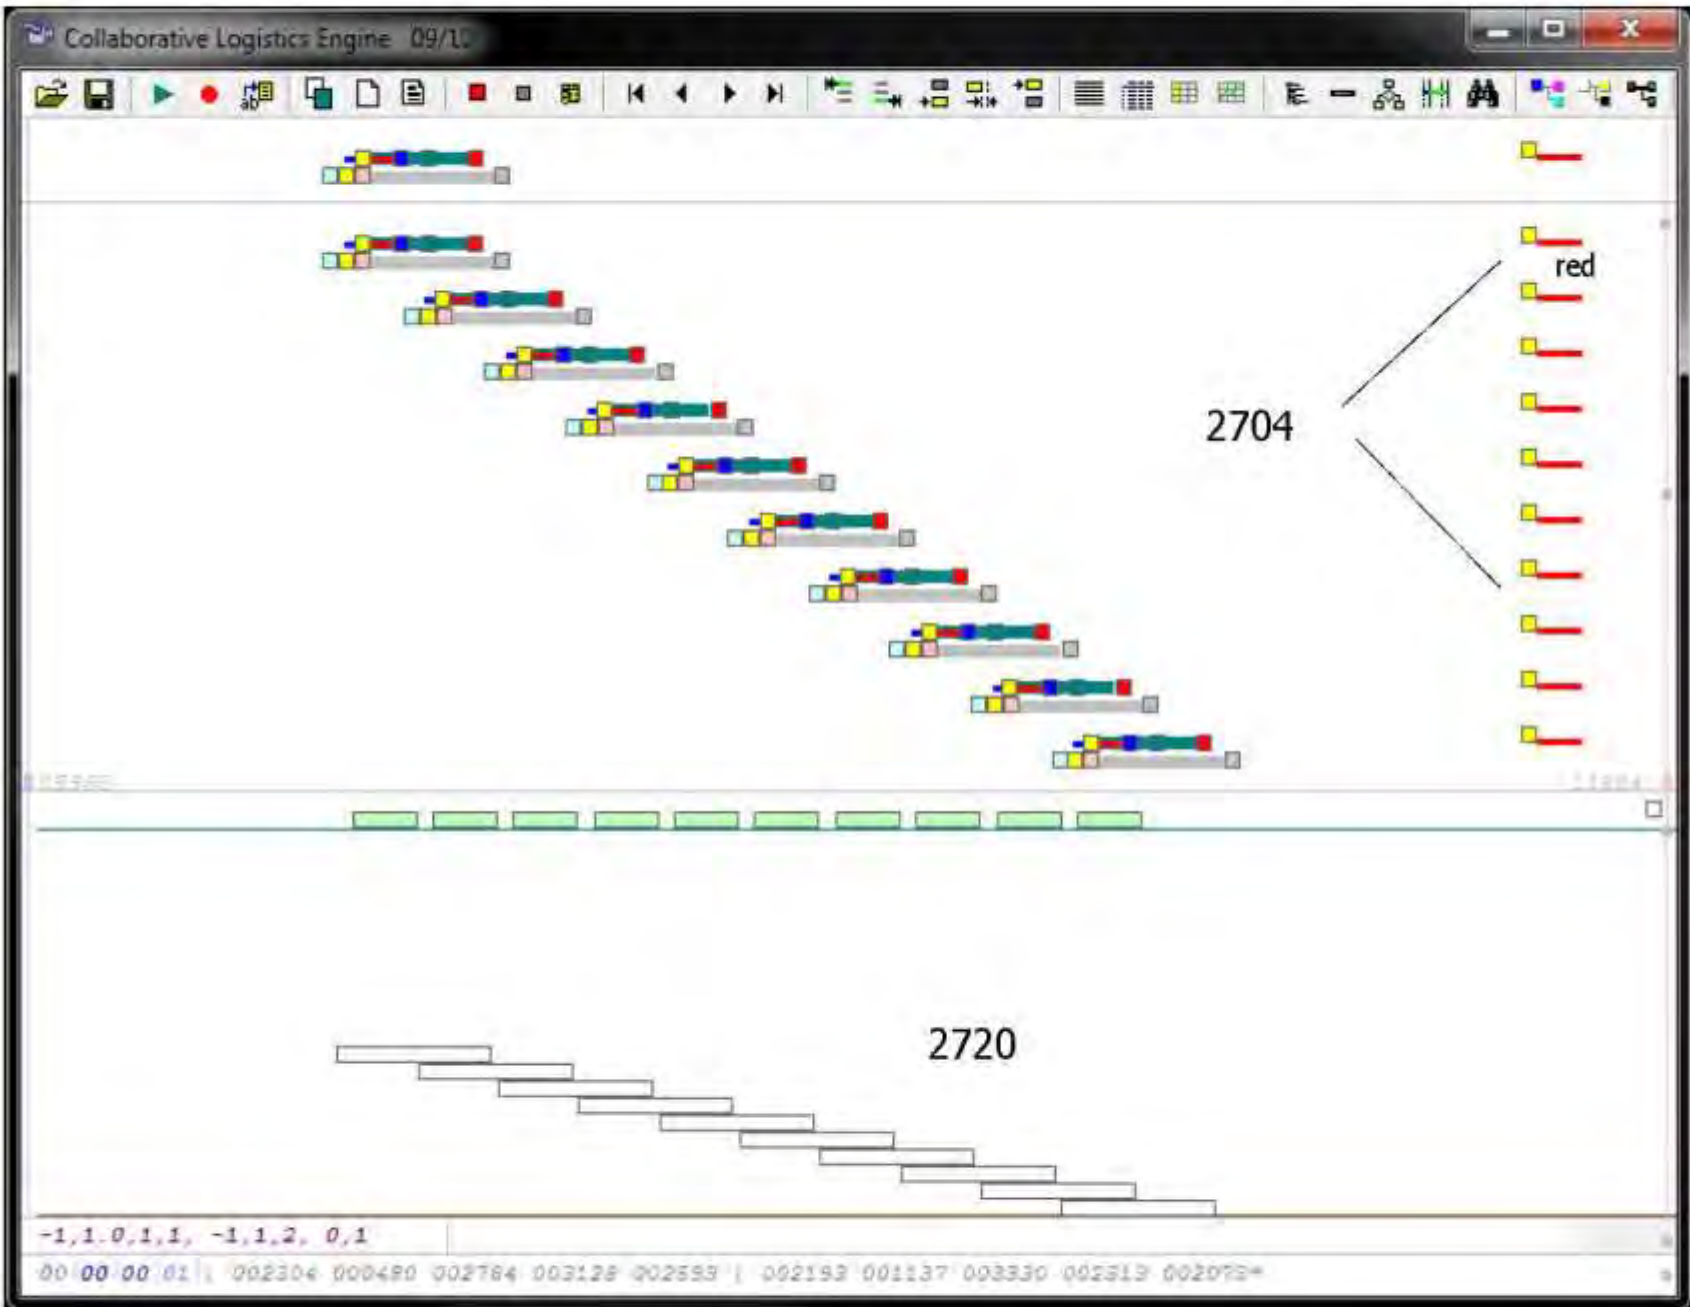 Collaborative Logistics Engine 09/1
red
2704
2720
-1,1.0,1,1, -1,1,2, 0,1
00 00 00 01 : 002304 000480 002784 003128 002593 | 002193 001137 003330 002313